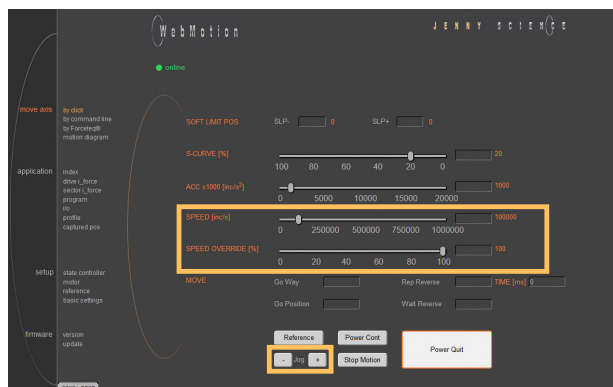 WebMotion
JENNY SCIENCE
online
move axis
by click
by command line
by Forceteq®
motion diagram
SOFT LIMIT POS SLP- 0 SLP+ 0
S-CURVE [%] 20
100 80 60 40 20 0
application
index
drive i_force
sector i_force
program
i/o
profile
captured pos
ACC x1000 [inc/s²] 1000
0 5000 10000 15000 20000
SPEED [inc/s] 100000
0 250000 500000 750000 1000000
SPEED OVERRIDE [%] 100
0 20 40 60 80 100
setup
state controller
motor
reference
basic settings
MOVE Go Way Rep Reverse TIME [ms] 0
Go Position Wait Reverse
firmware
version
update
Reference Power Cont Power Quit
- Jog + Stop Motion